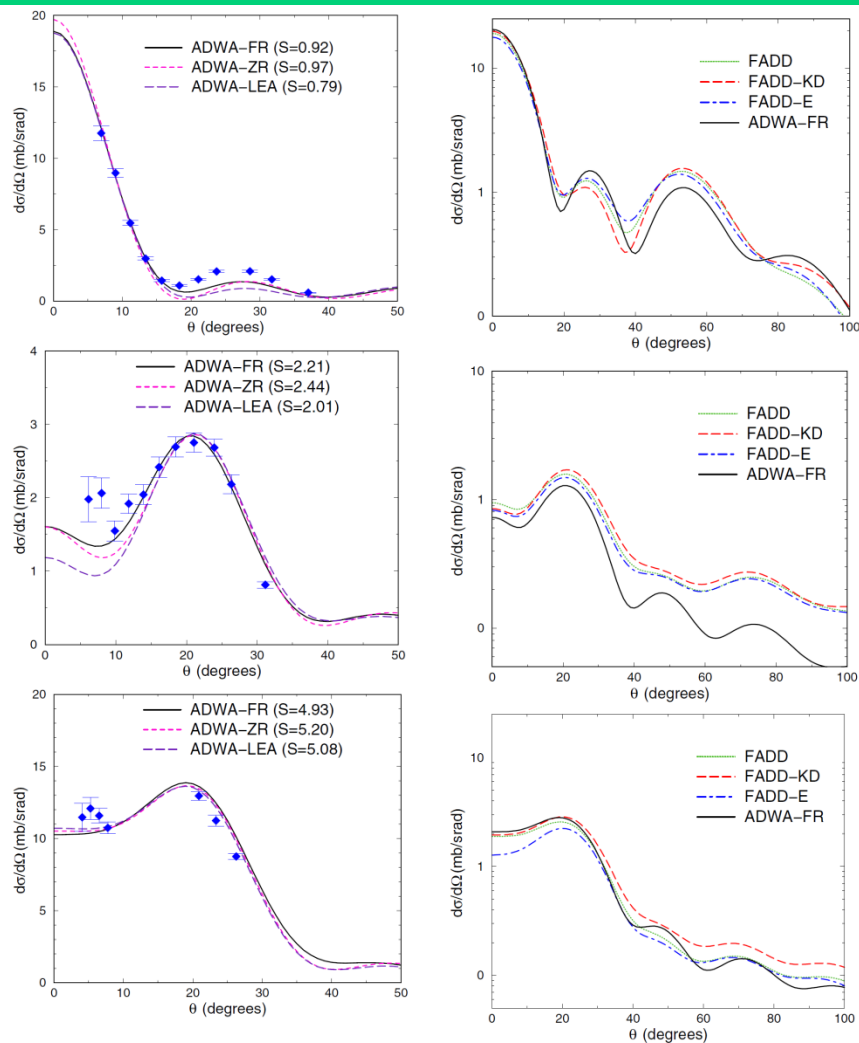 20
15
10
5
0
dσ/dΩ(mb/srad)
ADWA−FR (S=0.92)
ADWA−ZR (S=0.97)
ADWA−LEA (S=0.79)
0 10 20 30 40 50
θ (degrees)
10
1
0
dσ/dΩ(mb/srad)
FADD
FADD-KD
FADD-E
ADWA-FR
0 20 40 60 80 100
θ (degrees)
4
3
2
1
0
dσ/dΩ(mb/srad)
ADWA−FR (S=2.21)
ADWA−ZR (S=2.44)
ADWA−LEA (S=2.01)
0 10 20 30 40 50
θ (degrees)
10
1
0
dσ/dΩ(mb/srad)
FADD
FADD-KD
FADD-E
ADWA-FR
0 20 40 60 80 100
θ (degrees)
20
15
10
5
0
dσ/dΩ(mb/srad)
ADWA−FR (S=4.93)
ADWA−ZR (S=5.20)
ADWA−LEA (S=5.08)
0 10 20 30 40 50
θ (degrees)
10
1
0
dσ/dΩ(mb/srad)
FADD
FADD-KD
FADD-E
ADWA-FR
0 20 40 60 80 100
θ (degrees)